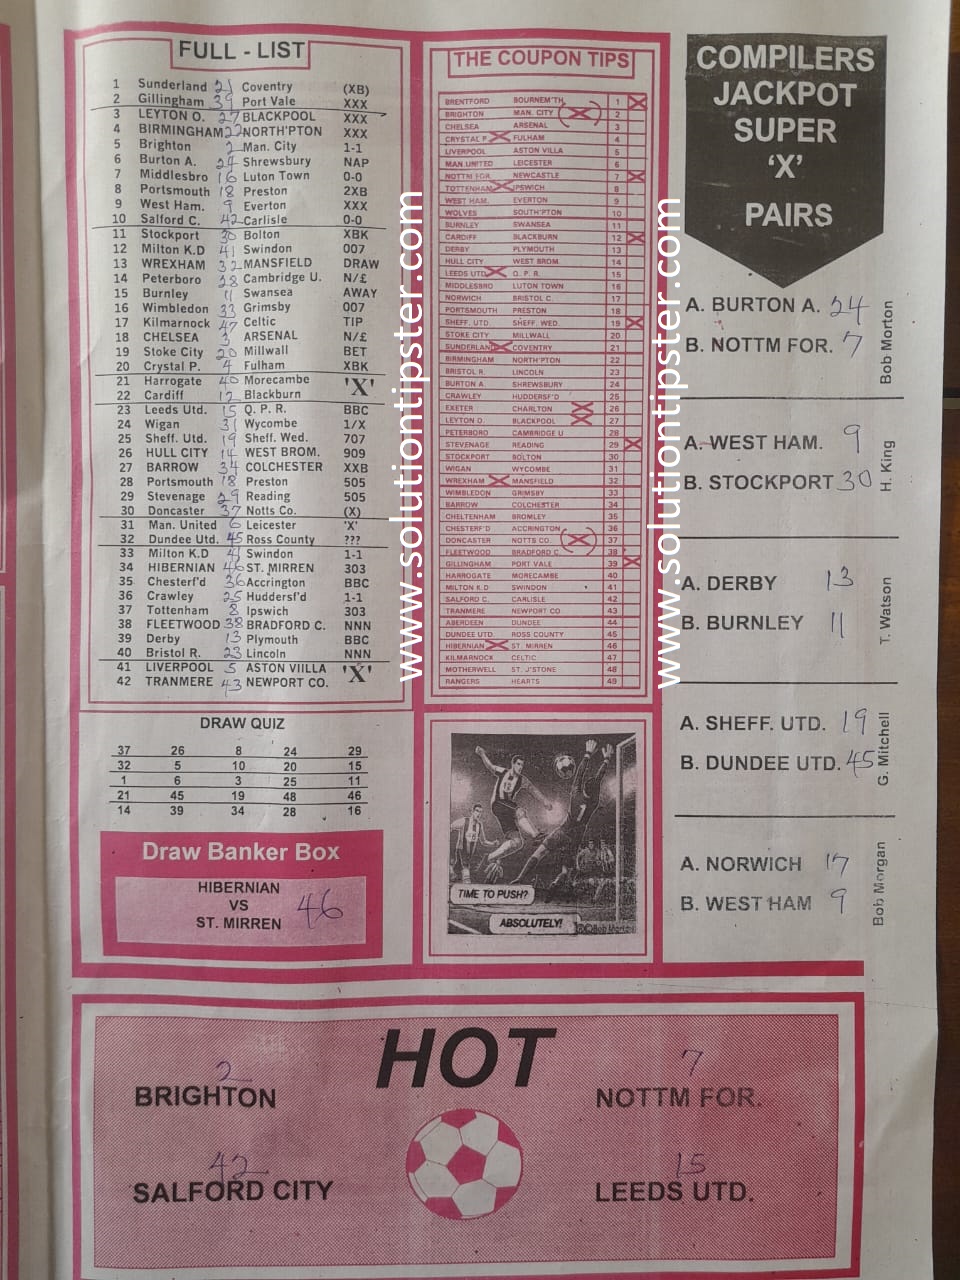 FULL - LIST
1 Sunderland 21 Coventry (XB)
2 Gillingham 39 Port Vale XXX
3 LEYTON O. 27 BLACKPOOL XXX
4 BIRMINGHAM 22 NORTH'PTON XXX
5 Brighton 2 Man. City 1-1
6 Burton A. 24 Shrewsbury NAP
7 Middlesbro 16 Luton Town 0-0
8 Portsmouth 18 Preston 2XB
9 West Ham. 9 Everton XXX
10 Salford C. 42 Carlisle 0-0
11 Stockport 30 Bolton XBK
12 Milton K.D 41 Swindon 007
13 WREXHAM 32 MANSFIELD DRAW
14 Peterboro 28 Cambridge U. N/£
15 Burnley 11 Swansea AWAY
16 Wimbledon 33 Grimsby 007
17 Kilmarnock 47 Celtic TIP
18 CHELSEA 3 ARSENAL N/£
19 Stoke City 20 Millwall BET
20 Crystal P. 4 Fulham XBK
21 Harrogate 40 Morecambe 'X'
22 Cardiff 12 Blackburn
23 Leeds Utd. 15 Q. P. R. BBC
24 Wigan 31 Wycombe 1/X
25 Sheff. Utd. 19 Sheff. Wed. 707
26 HULL CITY 14 WEST BROM. 909
27 BARROW 34 COLCHESTER XXB
28 Portsmouth 18 Preston 505
29 Stevenage 29 Reading 505
30 Doncaster 37 Notts Co. (X)
31 Man. United 6 Leicester 'X'
32 Dundee Utd. 45 Ross County ???
33 Milton K.D 41 Swindon 1-1
34 HIBERNIAN 46 ST. MIRREN 303
35 Chesterf'd 36 Accrington BBC
36 Crawley 25 Huddersf'd 1-1
37 Tottenham 8 Ipswich 303
38 FLEETWOOD 38 BRADFORD C. NNN
39 Derby 13 Plymouth BBC
40 Bristol R. 23 Lincoln NNN
41 LIVERPOOL 5 ASTON VIILLA 'X'
42 TRANMERE 43 NEWPORT CO.
DRAW QUIZ
37 26 8 24 29
32 5 10 20 15
1 6 3 25 11
21 45 19 48 46
14 39 34 28 16
Draw Banker Box
HIBERNIAN
VS 46
ST. MIRREN
THE COUPON TIPS
BRENTFORD BOURNEM'TH 1 X
BRIGHTON MAN. CITY (X) 2
CHELSEA ARSENAL 3
CRYSTAL P. X FULHAM 4
LIVERPOOL ASTON VILLA 5
MAN.UNITED LEICESTER 6
NOTTM FOR. NEWCASTLE 7 X
TOTTENHAM X IPSWICH 8
WEST HAM. EVERTON 9
WOLVES SOUTH'PTON 10
BURNLEY SWANSEA 11
CARDIFF BLACKBURN 12 X
DERBY PLYMOUTH 13
HULL CITY WEST BROM. 14
LEEDS UTD. X Q. P. R. 15
MIDDLESBRO LUTON TOWN 16
NORWICH BRISTOL C. 17
PORTSMOUTH PRESTON 18
SHEFF. UTD SHEFF. WED. 19 X
STOKE CITY MILLWALL 20
SUNDERLAND X COVENTRY 21
BIRMINGHAM NORTH'PTON 22
BRISTOL R. LINCOLN 23
BURTON A. SHREWSBURY 24
CRAWLEY HUDDERSF'D 25
EXETER CHARLTON X 26
LEYTON O. BLACKPOOL X 27
PETERBORO CAMBRIDGE U 28
STEVENAGE READING 29 X
STOCKPORT BOLTON 30
WIGAN WYCOMBE 31
WREXHAM X MANSFIELD 32
WIMBLEDON GRIMSBY 33
BARROW COLCHESTER 34
CHELTENHAM BROMLEY 35
CHESTERF'D ACCRINGTON 36
DONCASTER NOTTS CO. (X) 37
FLEETWOOD BRADFORD C. 38
GILLINGHAM PORT VALE 39 X
HARROGATE MORECAMBE 40
MILTON K.D SWINDON 41
SALFORD C. CARLISLE 42
TRANMERE NEWPORT CO 43
ABERDEEN DUNDEE 44
DUNDEE UTD. ROSS COUNTY 45
HIBERNIAN X ST. MIRREN 46
KILMARNOCK CELTIC 47
MOTHERWELL ST. J'STONE 48
RANGERS HEARTS 49
TIME TO PUSH?
ABSOLUTELY!
COMPILERS
JACKPOT
SUPER
'X'
PAIRS
A. BURTON A. 24
B. NOTTM FOR. 7
Bob Morton
A. WEST HAM. 9
B. STOCKPORT 30
H. King
A. DERBY 13
B. BURNLEY 11
T. Watson
A. SHEFF. UTD. 19
B. DUNDEE UTD. 45
G. Mitchell
A. NORWICH 17
B. WEST HAM 9
Bob Morgan
HOT
2
BRIGHTON
7
NOTTM FOR.
42
SALFORD CITY
15
LEEDS UTD.
www.solutiontipster.com
www.solutiontipster.com